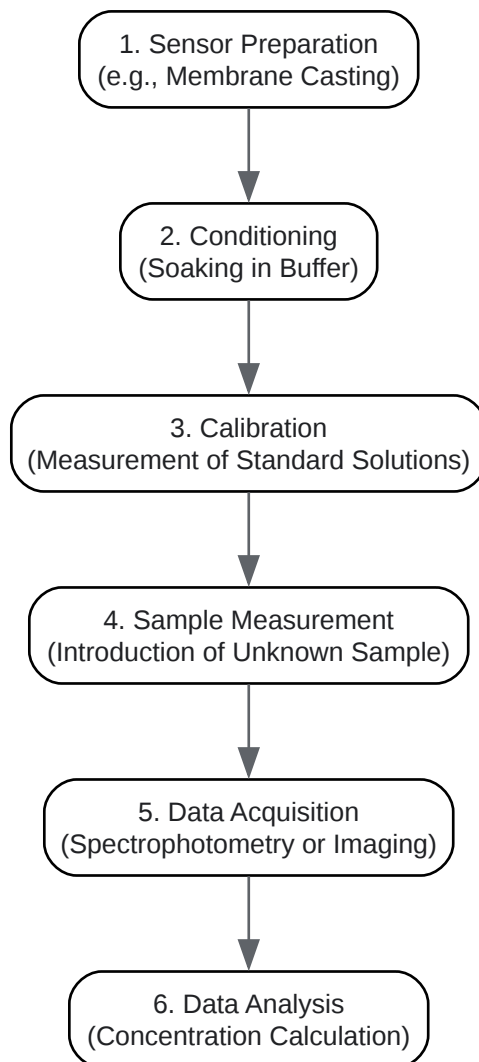 1. Sensor Preparation
(e.g., Membrane Casting)
2. Conditioning
(Soaking in Buffer)
3. Calibration
(Measurement of Standard Solutions)
4. Sample Measurement
(Introduction of Unknown Sample)
5. Data Acquisition
(Spectrophotometry or Imaging)
6. Data Analysis
(Concentration Calculation)